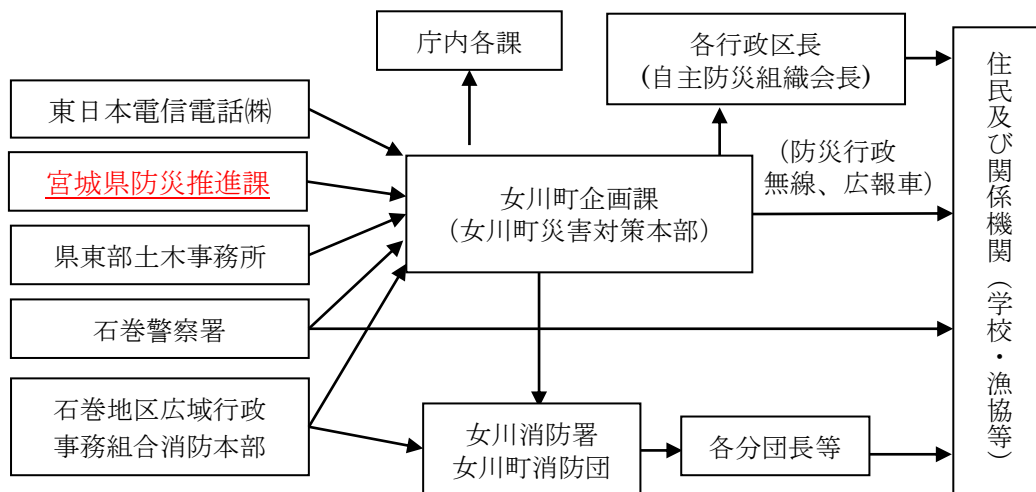 庁内各課
各行政区長
(自主防災組織会長)
東日本電信電話㈱
宮城県防災推進課
県東部土木事務所
石巻警察署
石巻地区広域行政
事務組合消防本部
女川町企画課
（女川町災害対策本部）
（防災行政
無線、広報車）
女川消防署
女川町消防団
各分団長等
住民及び関係機関（学校・漁協等）